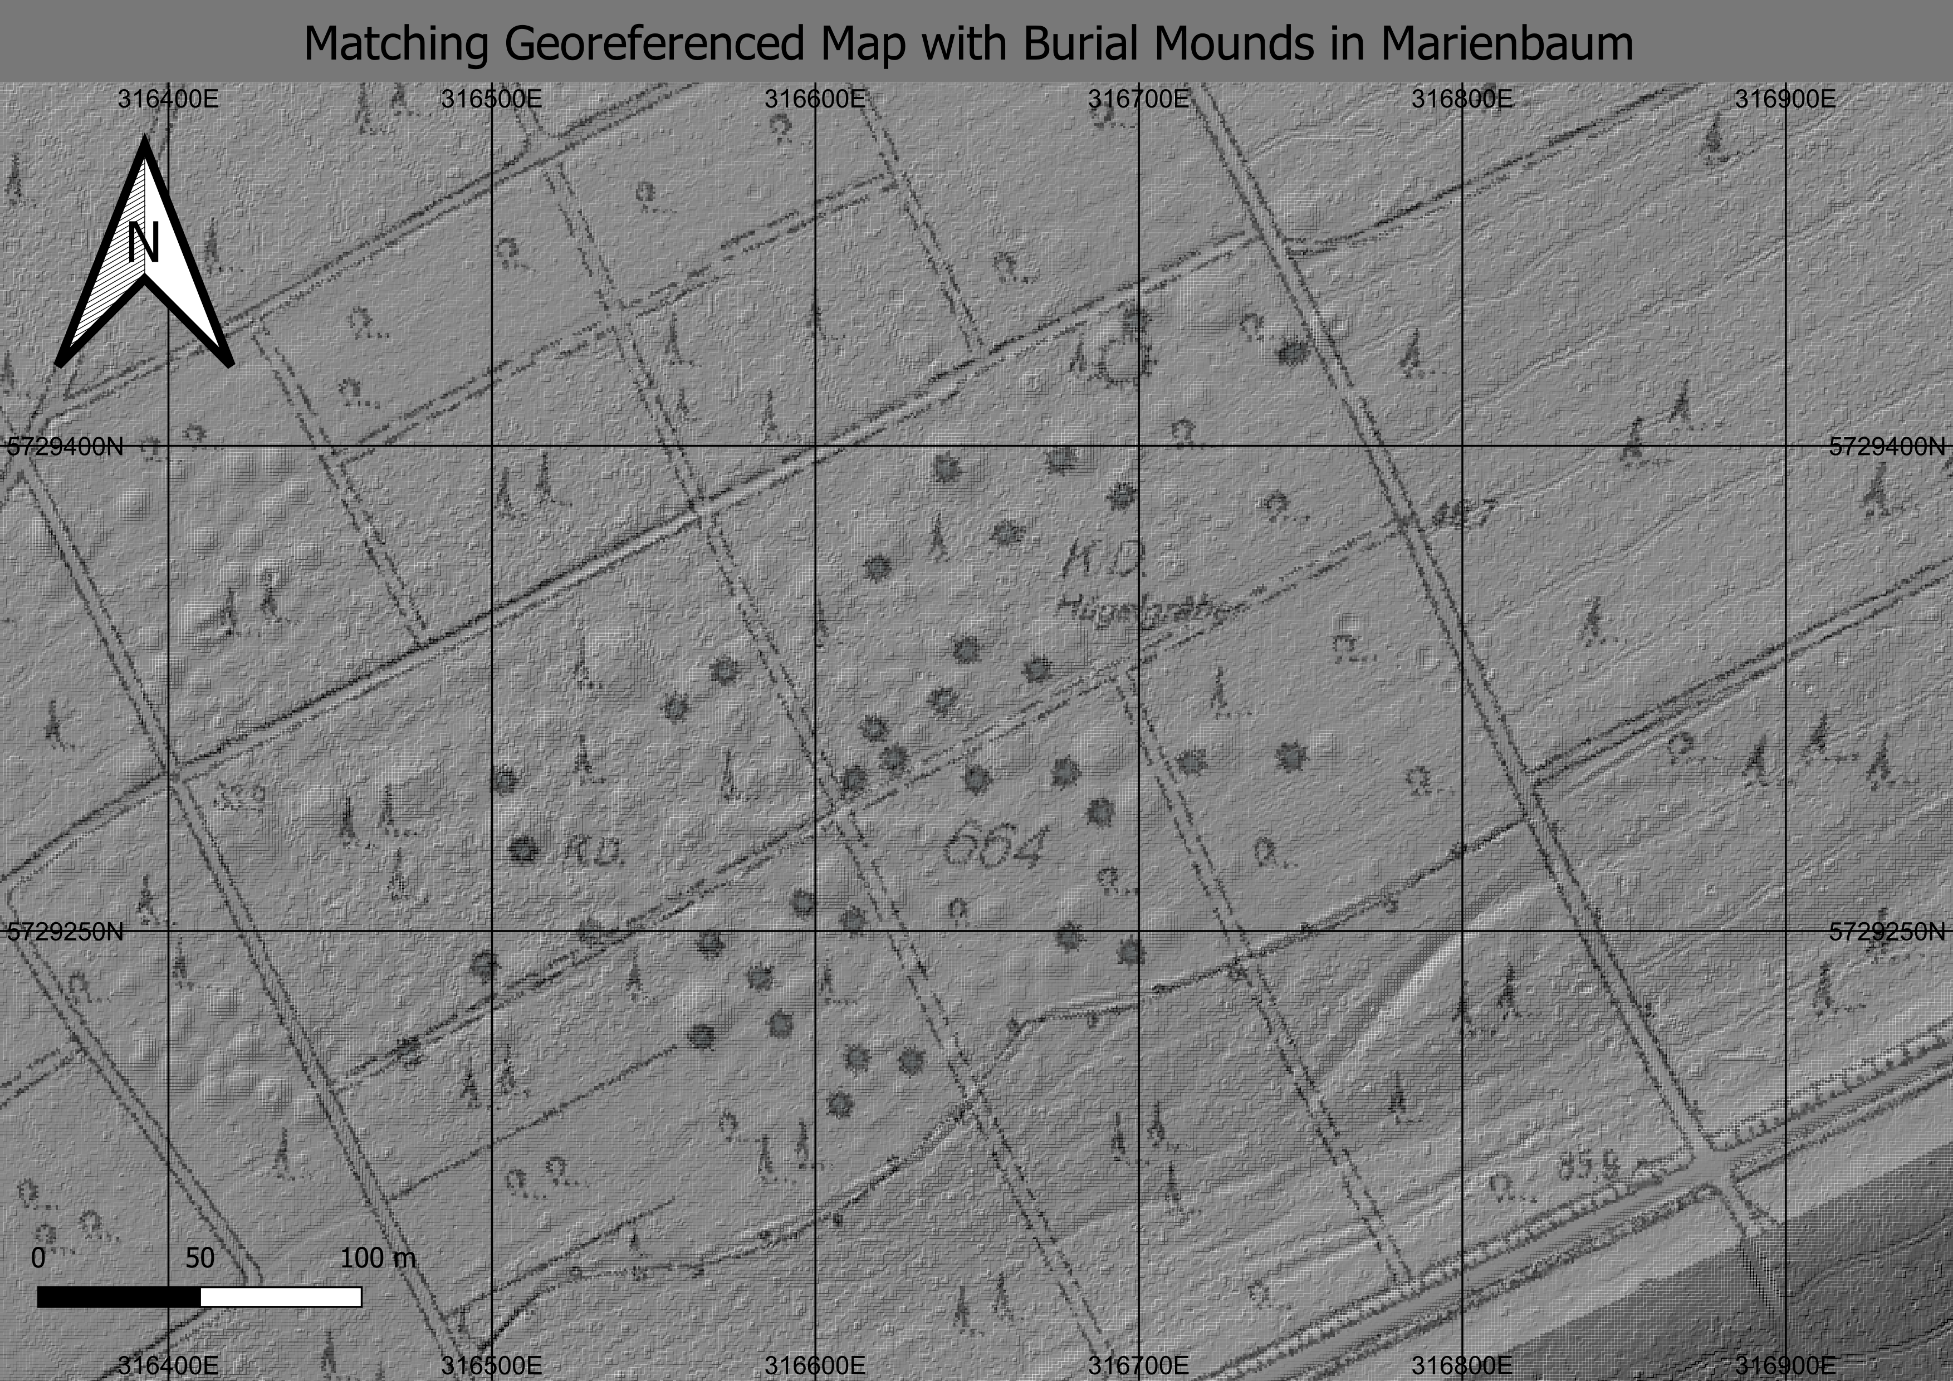 Matching Georeferenced Map with Burial Mounds in Marienbaum
316400E 316500E 316600E 316700E 316800E 316900E
N
5729400N 5729400N
K.D.
Hügelgräber
664
K.D.
5729250N 5729250N
0 50 100 m
316400E 316500E 316600E 316700E 316800E 316900E